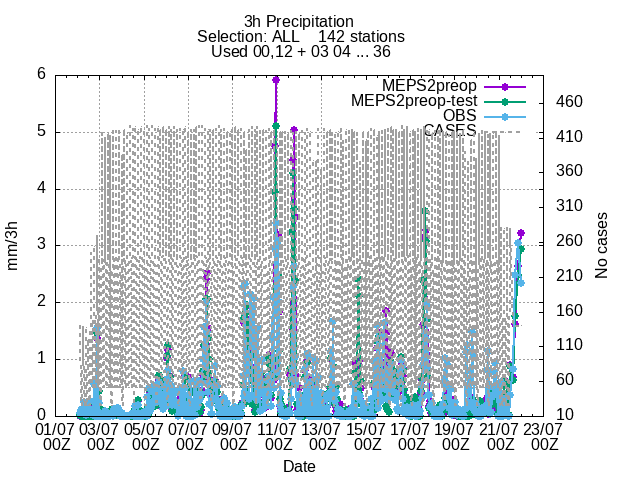 3h Precipitation
Selection: ALL 142 stations
Used 00,12 + 03 04 ... 36
MEPS2preop
MEPS2preop-test
OBS
CASES
mm/3h
6
5
4
3
2
1
0
No cases
460
410
360
310
260
210
160
110
60
10
01/07 03/07 05/07 07/07 09/07 11/07 13/07 15/07 17/07 19/07 21/07 23/07
00Z 00Z 00Z 00Z 00Z 00Z 00Z 00Z 00Z 00Z 00Z 00Z
Date